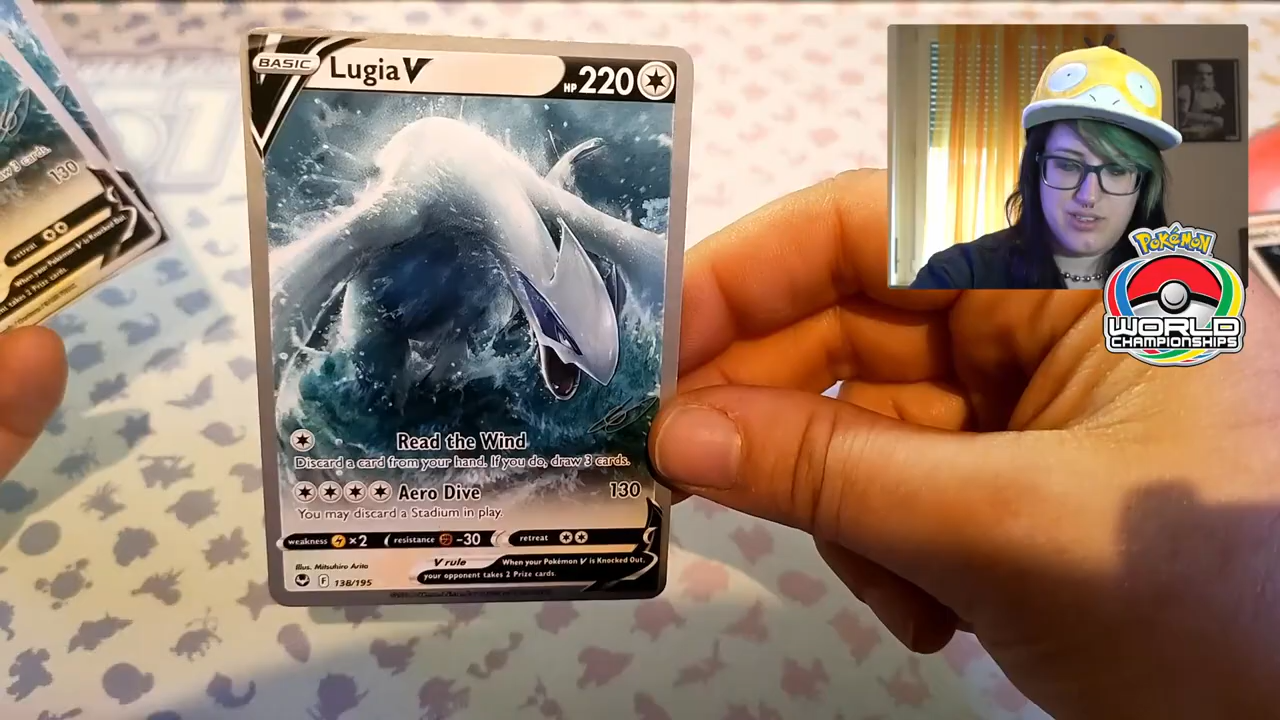 BASIC Lugia V HP 220
Read the Wind
Discard a card from your hand. If you do, draw 3 cards.
Aero Dive 130
You may discard a Stadium in play.
weakness ×2 resistance -30 retreat
Illus. Mitsuhiro Arita
V rule When your Pokémon V is Knocked Out,
your opponent takes 2 Prize cards.
F 138/195
3 cards.
130
retreat
When your Pokémon V is Knocked Out,
takes 2 Prize cards.
Pokémon
WORLD
CHAMPIONSHIPS